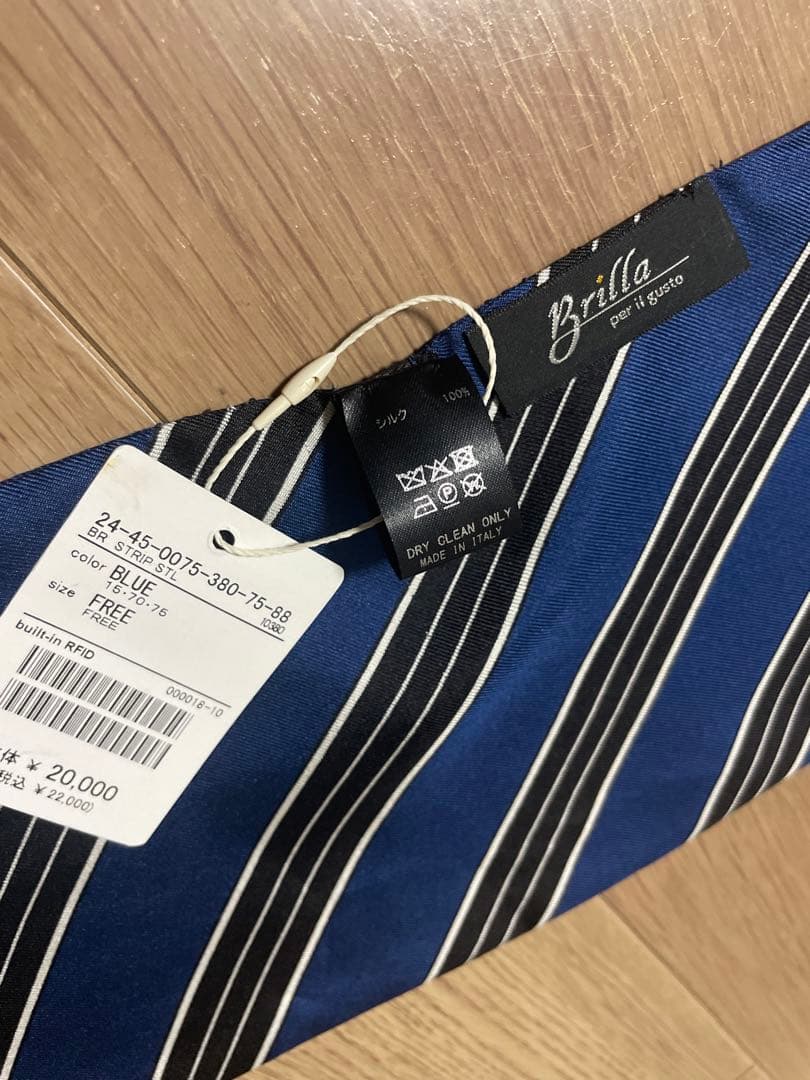 Brilla
per il gusto
シルク 100%
DRY CLEAN ONLY
MADE IN ITALY
24-45-0075-380-75-88
BR STRIP STL 10380
color BLUE
15・70・75
size FREE
FREE
built-in RFID
000018-10
体 ¥ 20,000
税込 ¥22,000)